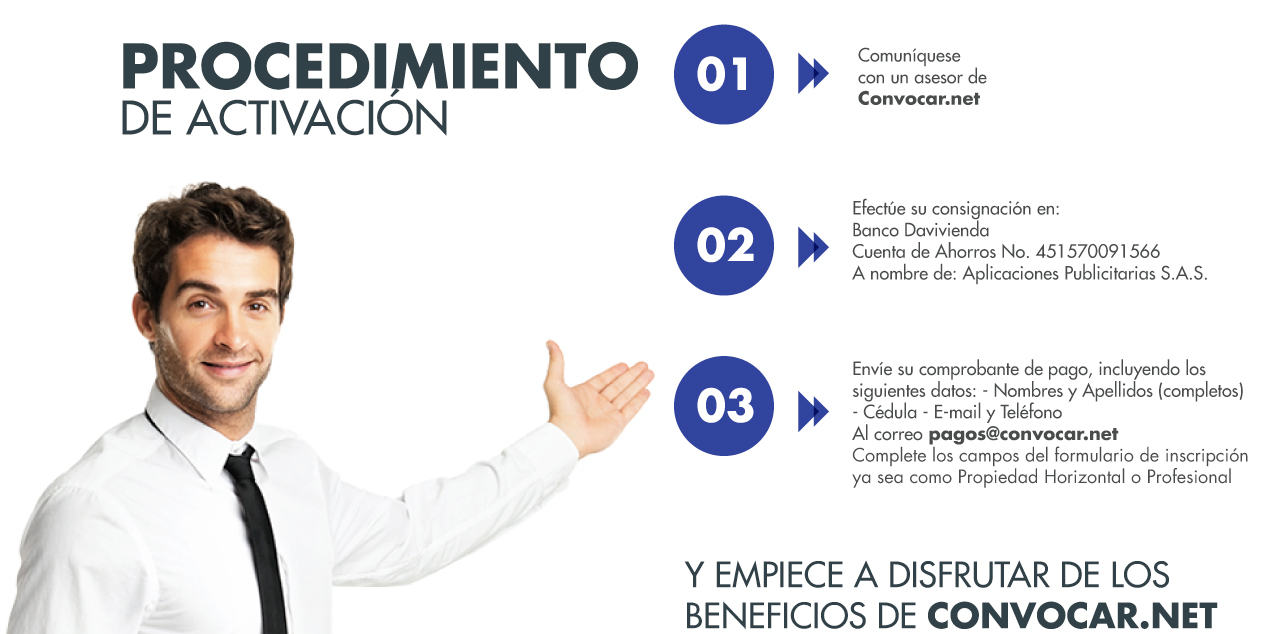 PROCEDIMIENTO
DE ACTIVACIÓN
01
Comuníquese
con un asesor de
Convocar.net
02
Efectúe su consignación en:
Banco Davivienda
Cuenta de Ahorros No. 451570091566
A nombre de: Aplicaciones Publicitarias S.A.S.
03
Envíe su comprobante de pago, incluyendo los
siguientes datos: - Nombres y Apellidos (completos)
- Cédula - E-mail y Teléfono
Al correo pagos@convocar.net
Complete los campos del formulario de inscripción
ya sea como Propiedad Horizontal o Profesional
Y EMPIECE A DISFRUTAR DE LOS
BENEFICIOS DE CONVOCAR.NET